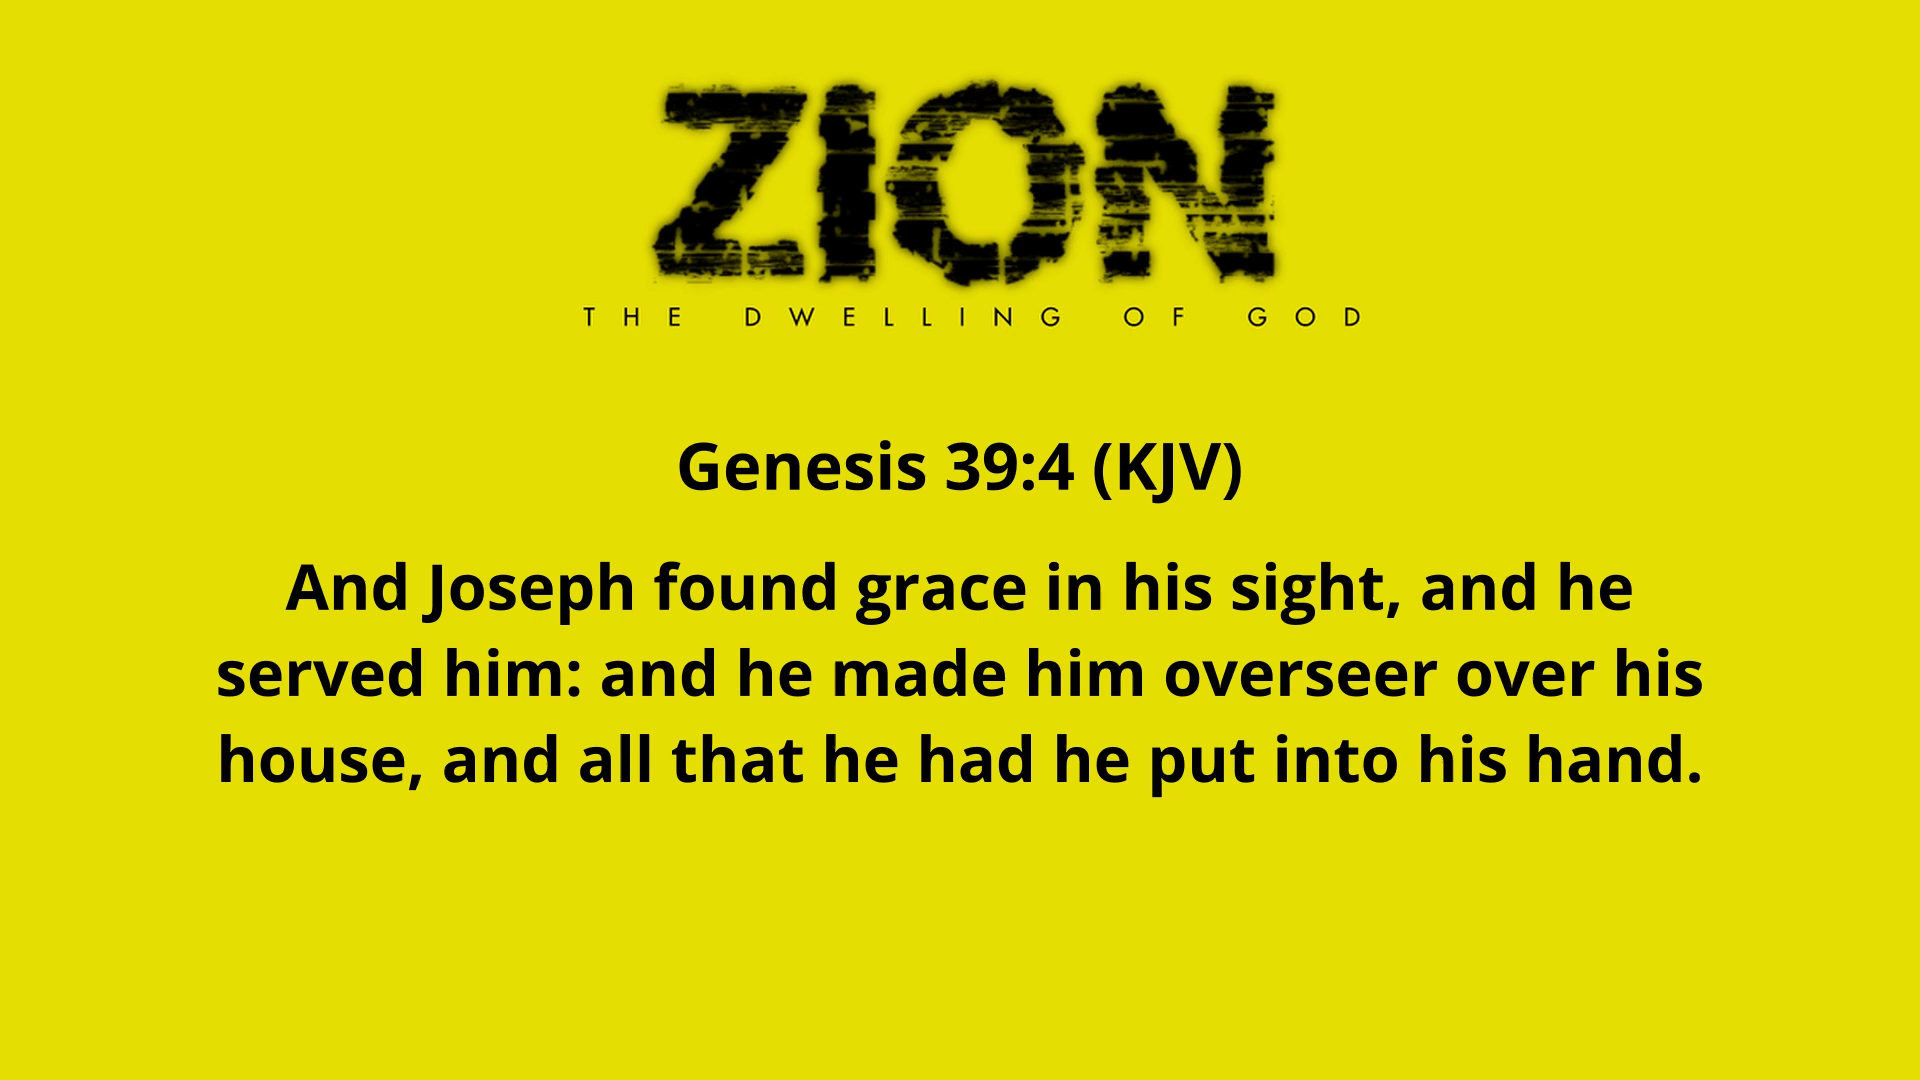 ZION
THE DWELLING OF GOD
Genesis 39:4 (KJV)
And Joseph found grace in his sight, and he
served him: and he made him overseer over his
house, and all that he had he put into his hand.